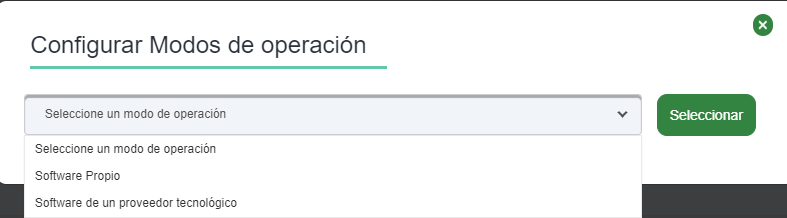 Configurar Modos de operación
Seleccione un modo de operación
Seleccionar
Seleccione un modo de operación
Software Propio
Software de un proveedor tecnológico